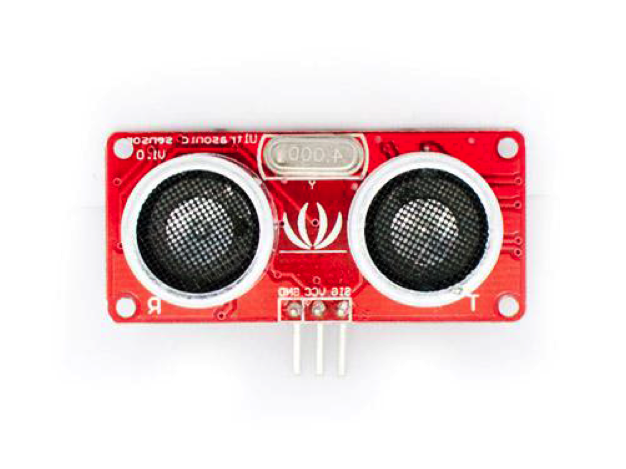 Ultrasonic sensor
V1.0
4.000
Y
SIG VCC GND
T R